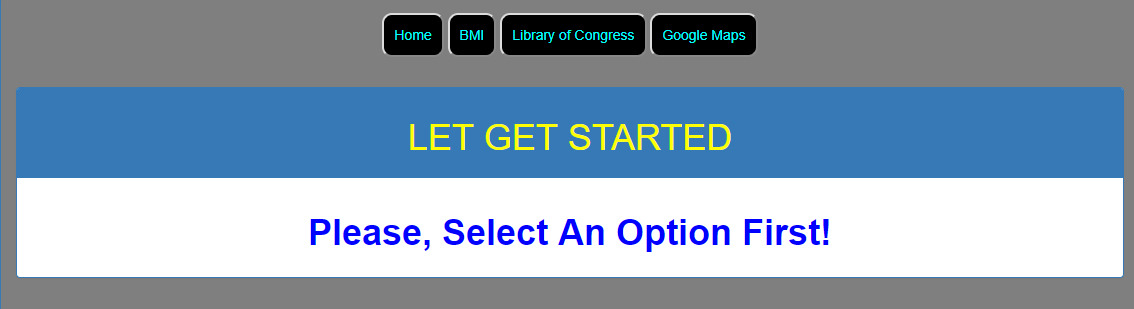 Home BMI Library of Congress Google Maps
LET GET STARTED
Please, Select An Option First!